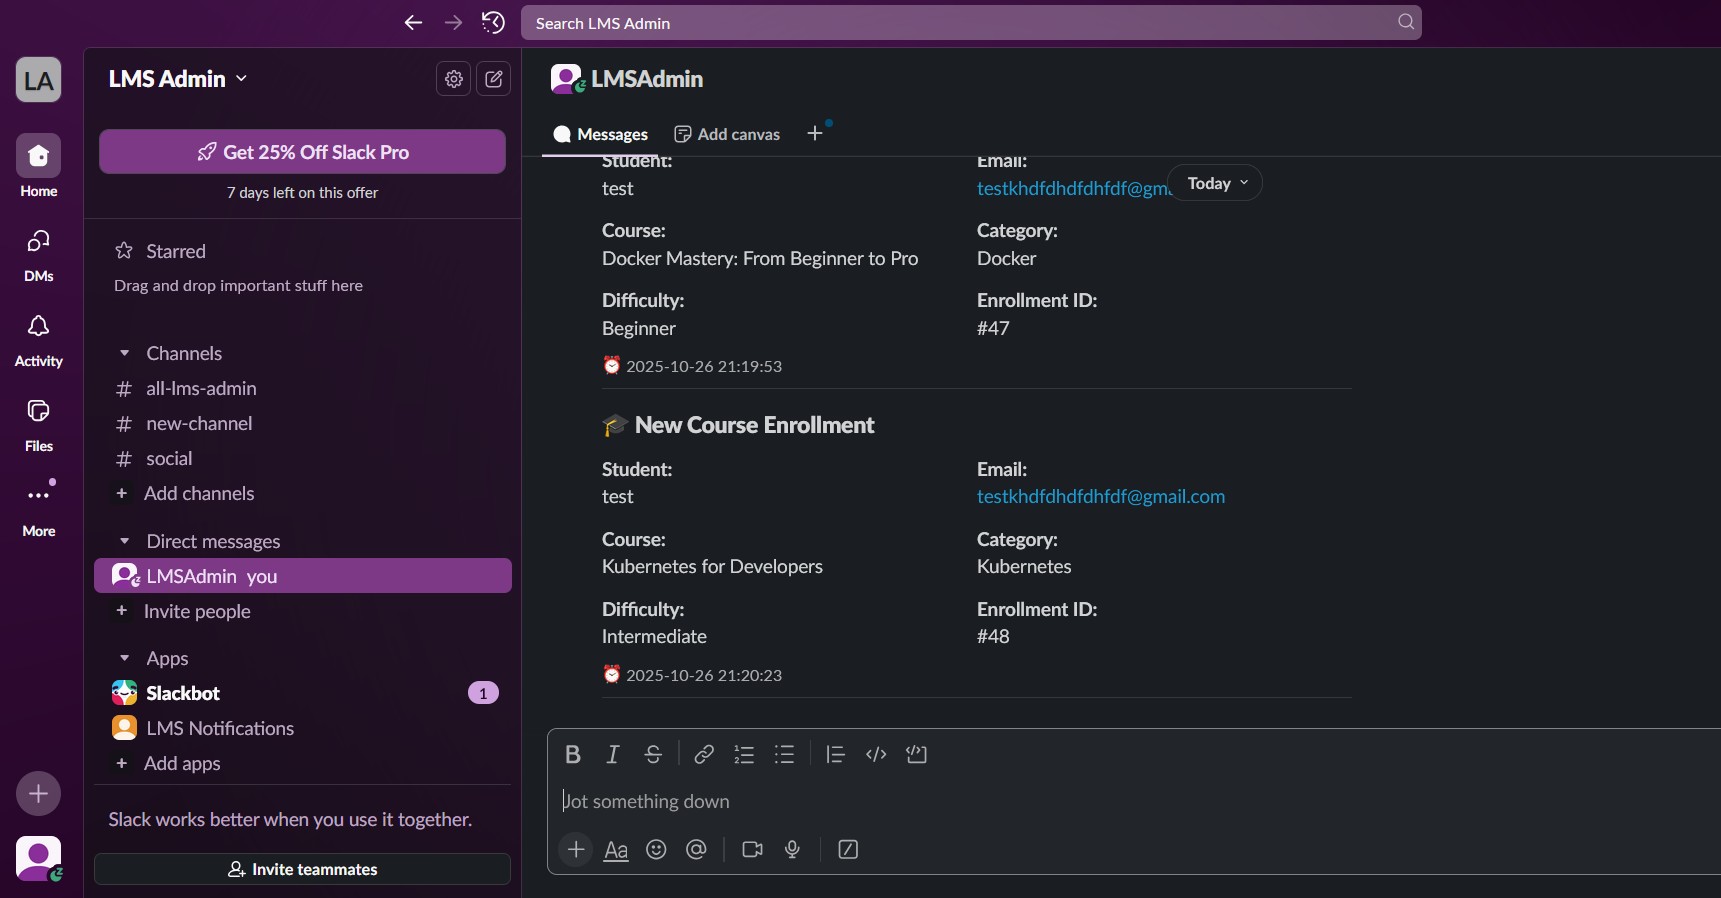 Search LMS Admin
LA
Home
DMs
Activity
Files
More
LMS Admin
Get 25% Off Slack Pro
7 days left on this offer
Starred
Drag and drop important stuff here
Channels
# all-lms-admin
# new-channel
# social
+ Add channels
Direct messages
LMSAdmin you
+ Invite people
Apps
Slackbot 1
LMS Notifications
+ Add apps
Slack works better when you use it together.
Invite teammates
LMSAdmin
Messages Add canvas +
Student: Email:
test testkhdfdhdfdhfdf@gma
Today
Course: Category:
Docker Mastery: From Beginner to Pro Docker
Difficulty: Enrollment ID:
Beginner #47
⏰ 2025-10-26 21:19:53
🎓 New Course Enrollment
Student: Email:
test testkhdfdhdfdhfdf@gmail.com
Course: Category:
Kubernetes for Developers Kubernetes
Difficulty: Enrollment ID:
Intermediate #48
⏰ 2025-10-26 21:20:23
B I S
Jot something down
+ Aa @